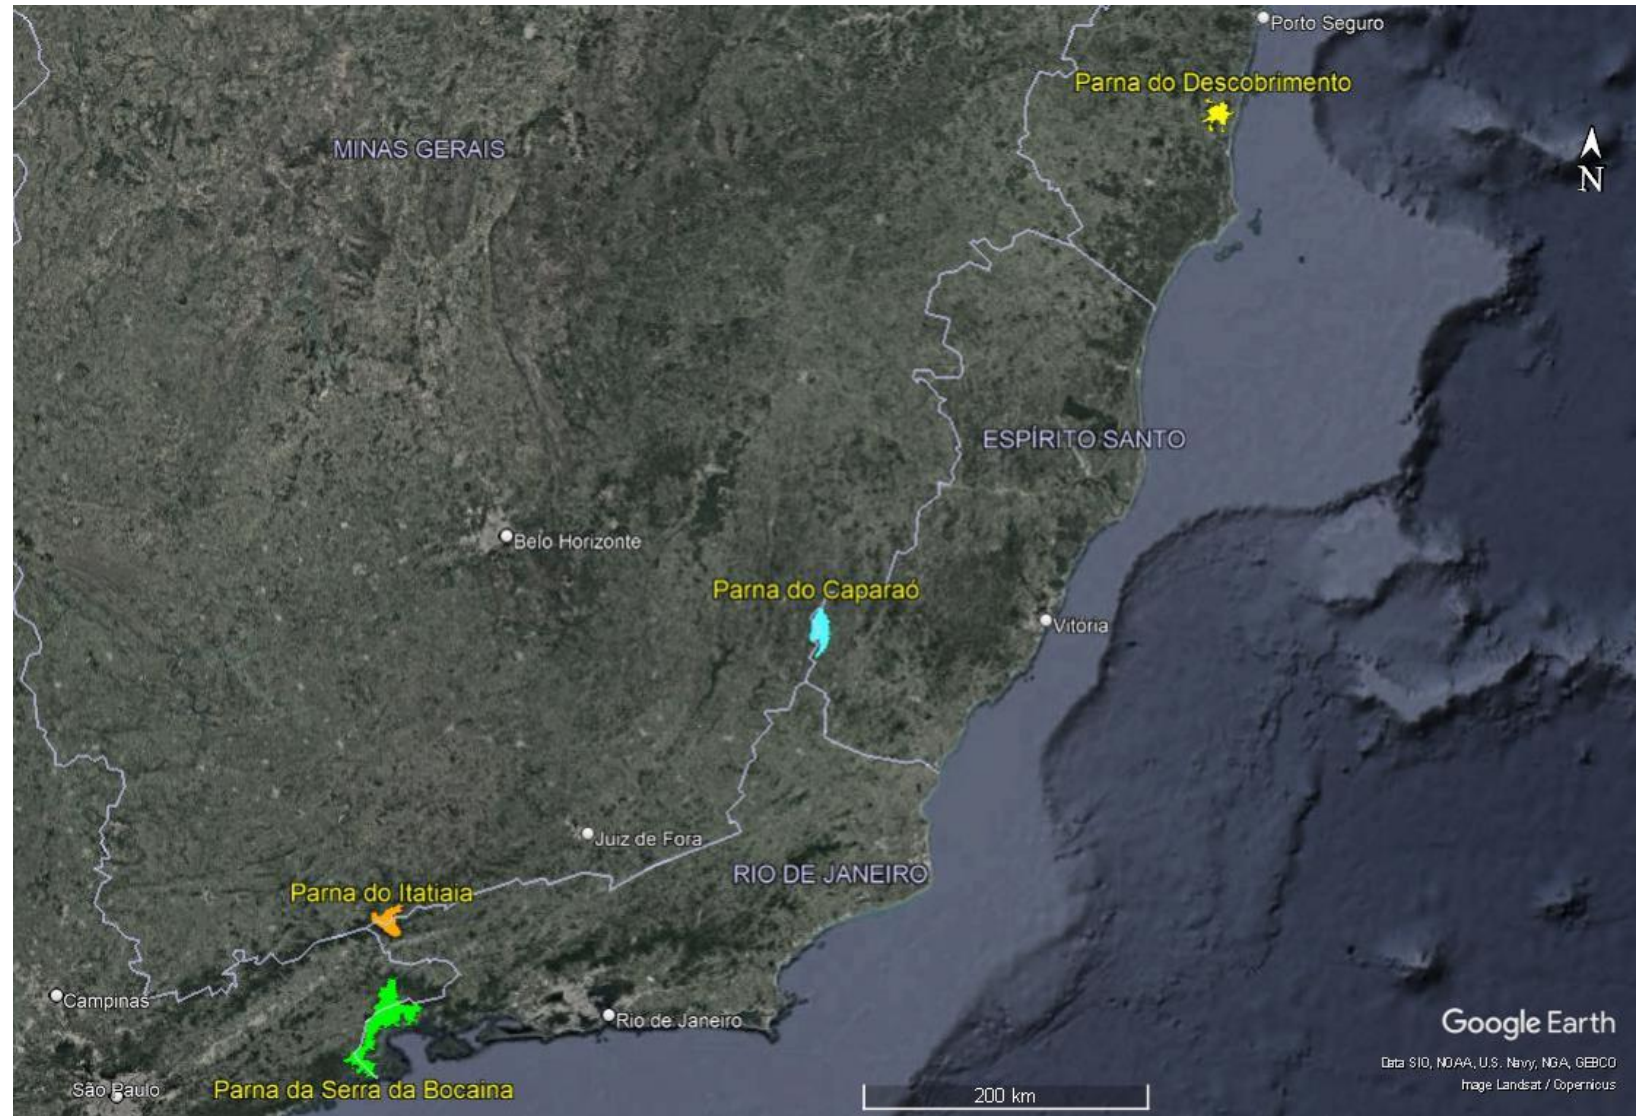 Porto Seguro
Parna do Descobrimento
MINAS GERAIS
N
ESPÍRITO SANTO
Belo Horizonte
Parna do Caparaó
Vitória
Juiz de Fora
RIO DE JANEIRO
Parna do Itatiaia
Campinas
Rio de Janeiro
Google Earth
Data SIO, NOAA, U.S. Navy, NGA, GEBCO
Image Landsat / Copernicus
São Paulo
Parna da Serra da Bocaina
200 km